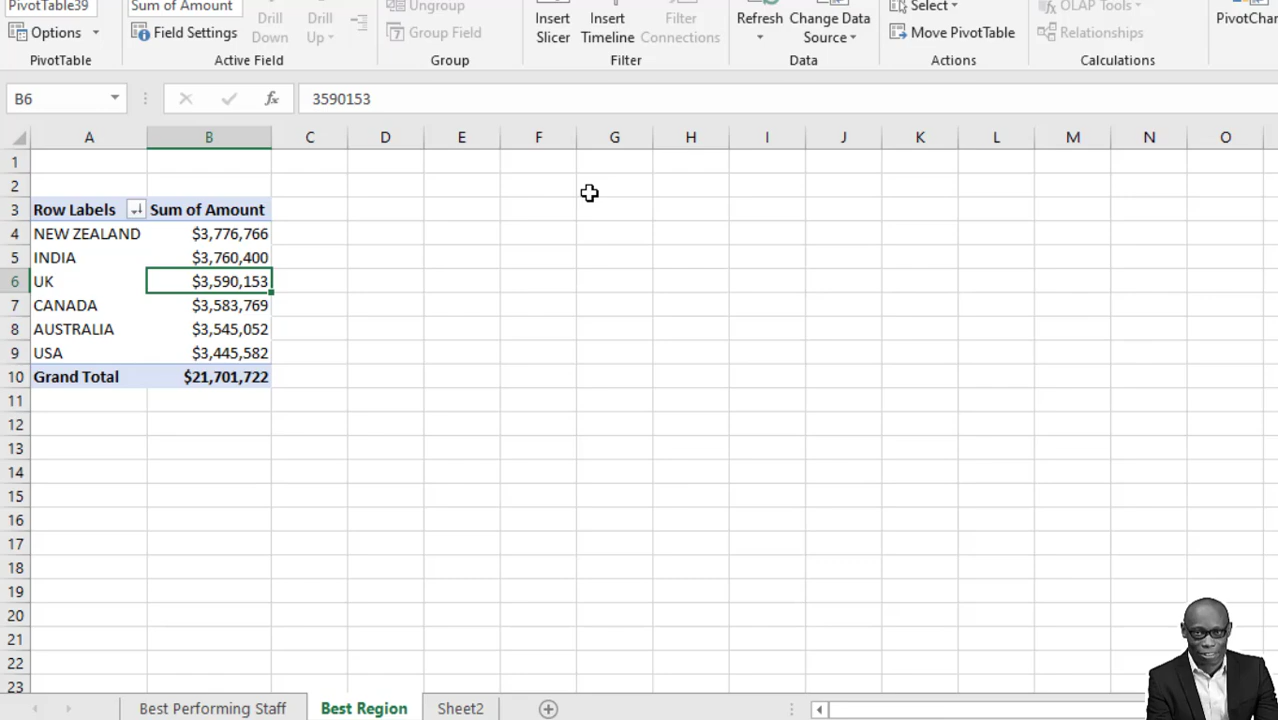 PivotTable39
Options
PivotTable
Sum of Amount
Field Settings
Drill Down
Drill Up
Active Field
Ungroup
7 Group Field
Group
Insert Slicer
Insert Timeline
Filter Connections
Filter
Refresh
Change Data Source
Data
Select
Move PivotTable
Actions
OLAP Tools
Relationships
Calculations
B6 fx 3590153
A B C D E F G H I J K L M N O
1
2
3 Row Labels Sum of Amount
4 NEW ZEALAND $3,776,766
5 INDIA $3,760,400
6 UK $3,590,153
7 CANADA $3,583,769
8 AUSTRALIA $3,545,052
9 USA $3,445,582
10 Grand Total $21,701,722
11
12
13
14
15
16
17
18
19
20
21
22
23
Best Performing Staff Best Region Sheet2